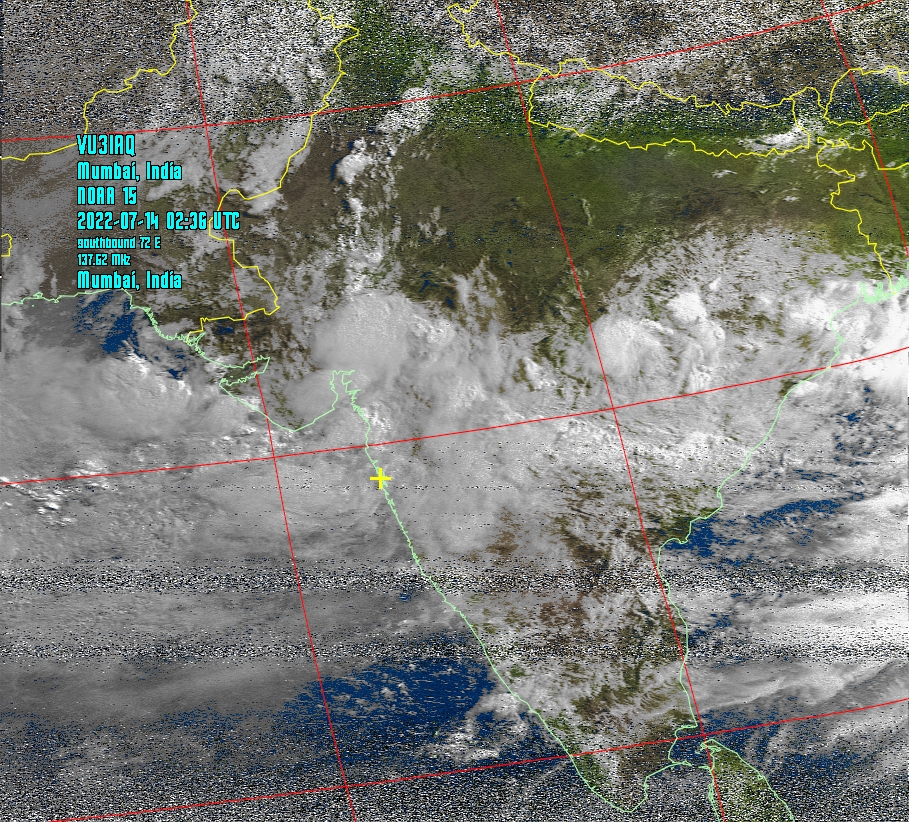 VU3IAQ
Mumbai, India
NOAA 15
2022-07-14 02:36 UTC
southbound 72 E
137.62 MHz
Mumbai, India